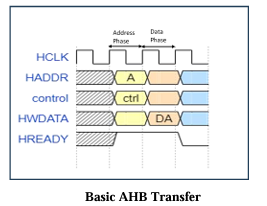 Address Data
Phase Phase
HCLK
HADDR A
control ctrl
HWDATA DA
HREADY
Basic AHB Transfer